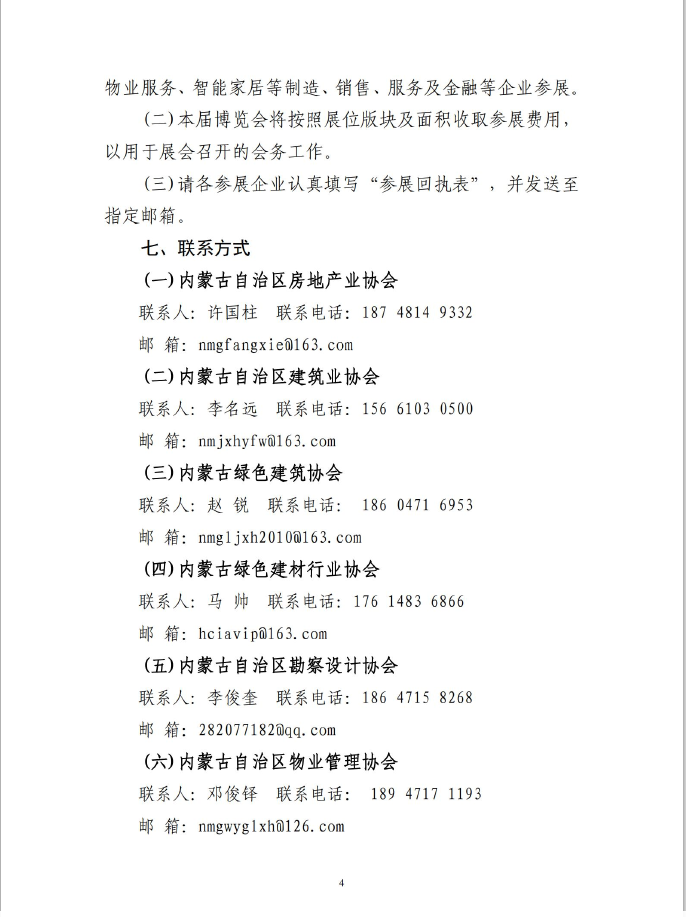 物业服务、智能家居等制造、销售、服务及金融等企业参展。
(二)本届博览会将按照展位版块及面积收取参展费用，
以用于展会召开的会务工作。
(三)请各参展企业认真填写“参展回执表”，并发送至
指定邮箱。
七、联系方式
(一)内蒙古自治区房地产业协会
联系人：许国柱 联系电话：187 4814 9332
邮 箱：nmgfangxie@163.com
(二)内蒙古自治区建筑业协会
联系人：李名远 联系电话：156 6103 0500
邮 箱：nmjxhyfw@163.com
(三)内蒙古绿色建筑协会
联系人：赵 锐 联系电话： 186 0471 6953
邮 箱：nmgljxh2010@163.com
(四)内蒙古绿色建材行业协会
联系人：马 帅 联系电话：176 1483 6866
邮 箱：hciavip@163.com
(五)内蒙古自治区勘察设计协会
联系人：李俊奎 联系电话：186 4715 8268
邮 箱：282077182@qq.com
(六)内蒙古自治区物业管理协会
联系人：邓俊铎 联系电话： 189 4717 1193
邮 箱：nmgwyglxh@126.com
4